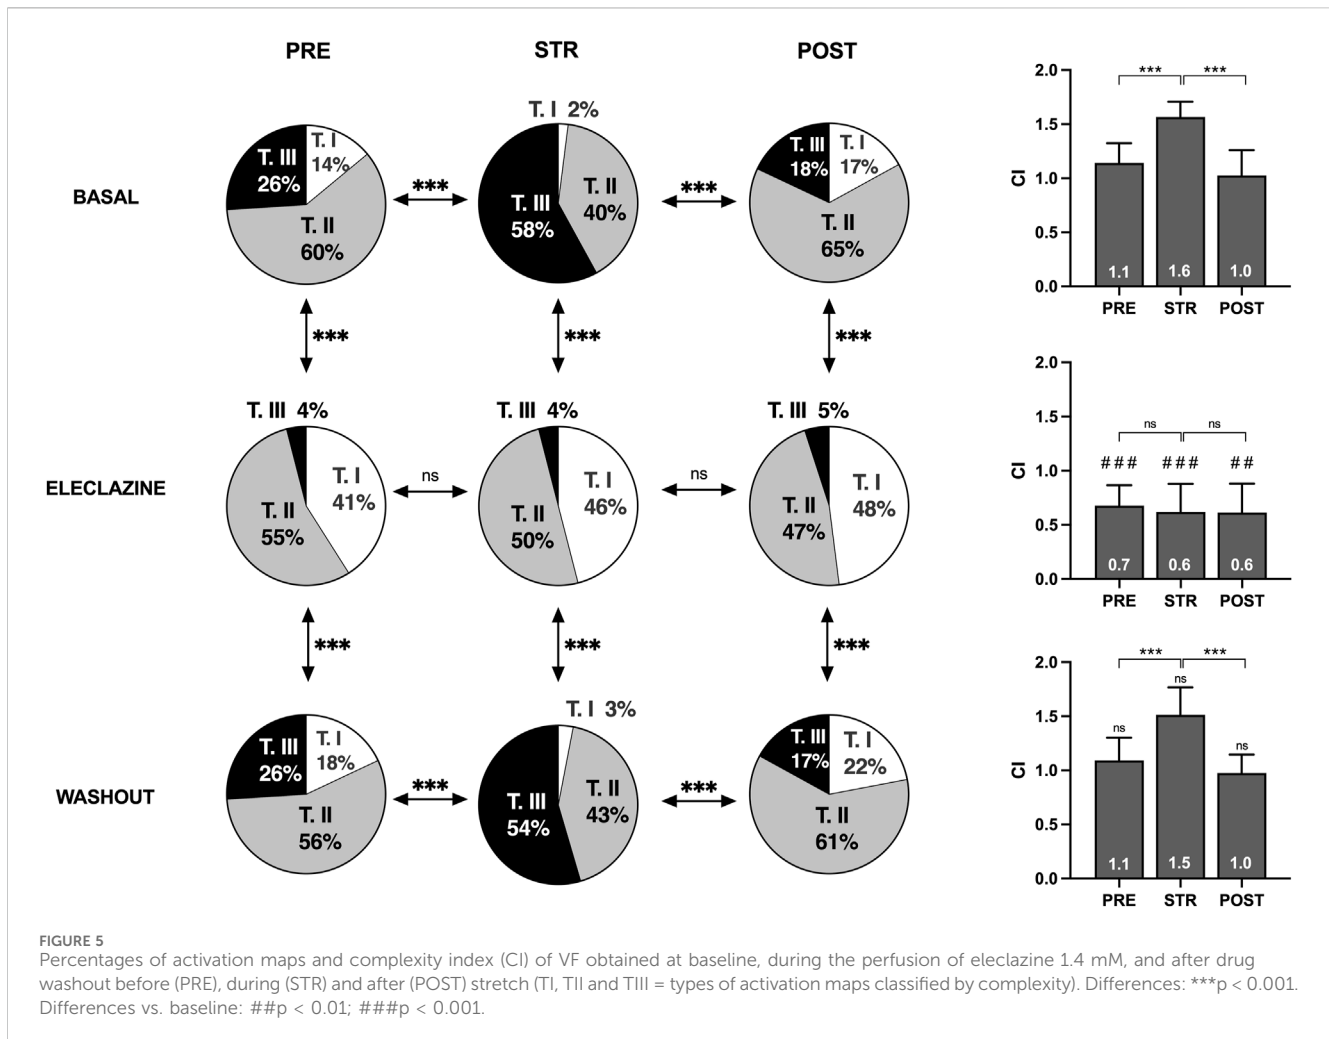 PRE STR POST
BASAL
T. III 26%
T. I 14%
T. II 60%
***
T. I 2%
T. III 58%
T. II 40%
***
T. III 18%
T. I 17%
T. II 65%
*** *** ***
ELECLAZINE
T. III 4%
T. I 41%
T. II 55%
ns
T. III 4%
T. I 46%
T. II 50%
ns
T. III 5%
T. I 48%
T. II 47%
*** *** ***
WASHOUT
T. III 26%
T. I 18%
T. II 56%
***
T. I 3%
T. III 54%
T. II 43%
***
T. III 17%
T. I 22%
T. II 61%
*** ***
CI
2.0
1.5
1.0
0.5
0.0
1.1 1.6 1.0
PRE STR POST
ns ns
### ### ##
CI
2.0
1.5
1.0
0.5
0.0
0.7 0.6 0.6
PRE STR POST
*** ***
ns ns ns
CI
2.0
1.5
1.0
0.5
0.0
1.1 1.5 1.0
PRE STR POST
FIGURE 5
Percentages of activation maps and complexity index (CI) of VF obtained at baseline, during the perfusion of eleclazine 1.4 mM, and after drug
washout before (PRE), during (STR) and after (POST) stretch (TI, TII and TIII = types of activation maps classified by complexity). Differences: ***p < 0.001.
Differences vs. baseline: ##p < 0.01; ###p < 0.001.